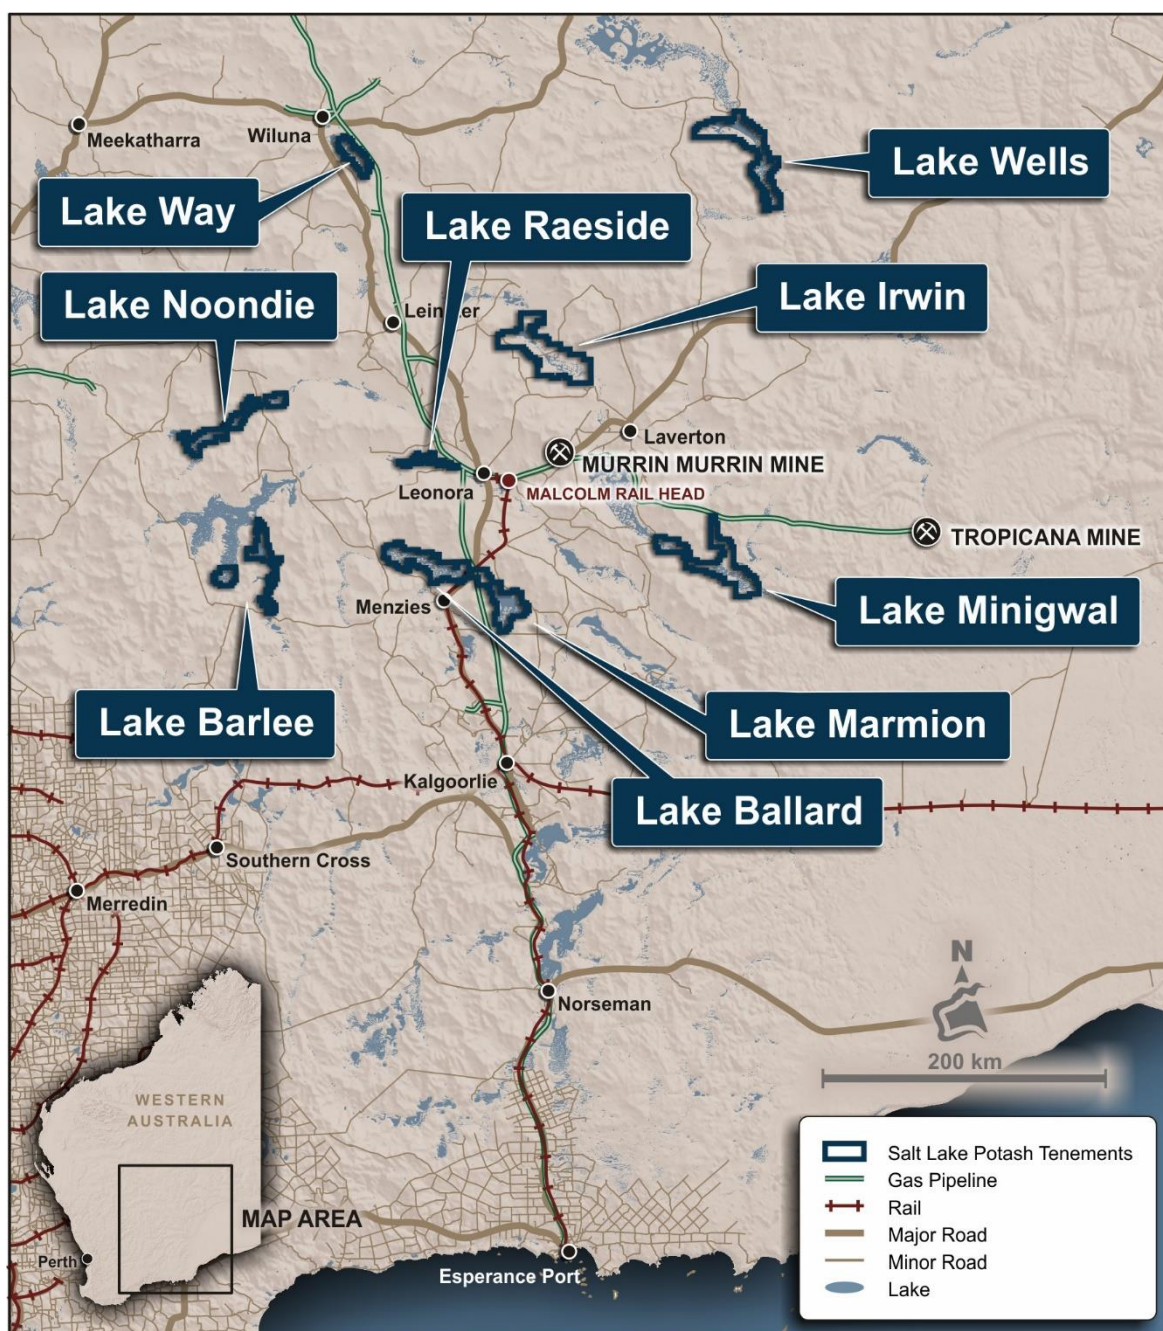 Meekatharra
Wiluna
Lake Wells
Lake Way
Lake Raeside
Lake Irwin
Lake Noondie
Laverton
MURRIN MURRIN MINE
Leonora
MALCOLM RAIL HEAD
TROPICANA MINE
Menzies
Lake Minigwal
Lake Barlee
Lake Marmion
Kalgoorlie
Lake Ballard
Southern Cross
Merredin
Norseman
N
200 km
WESTERN
AUSTRALIA
MAP AREA
Perth
Esperance Port
Salt Lake Potash Tenements
Gas Pipeline
Rail
Major Road
Minor Road
Lake